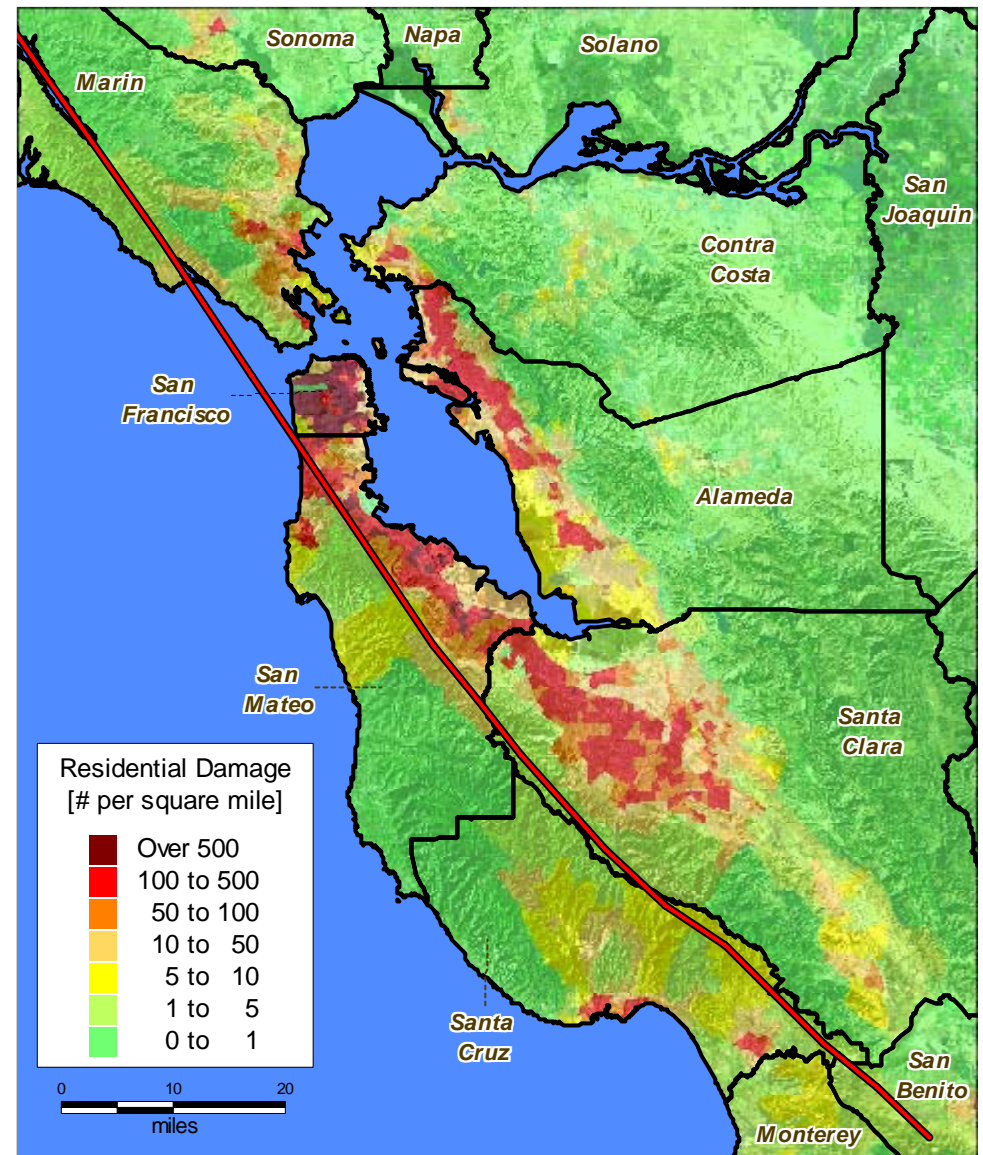 Sonoma
Napa
Solano
Marin
San
Joaquin
Contra
Costa
San
Francisco
Alameda
San
Mateo
Santa
Clara
Residential Damage
[# per square mile]
Over 500
100 to 500
50 to 100
10 to 50
5 to 10
1 to 5
0 to 1
0 10 20
miles
Santa
Cruz
San
Benito
Monterey